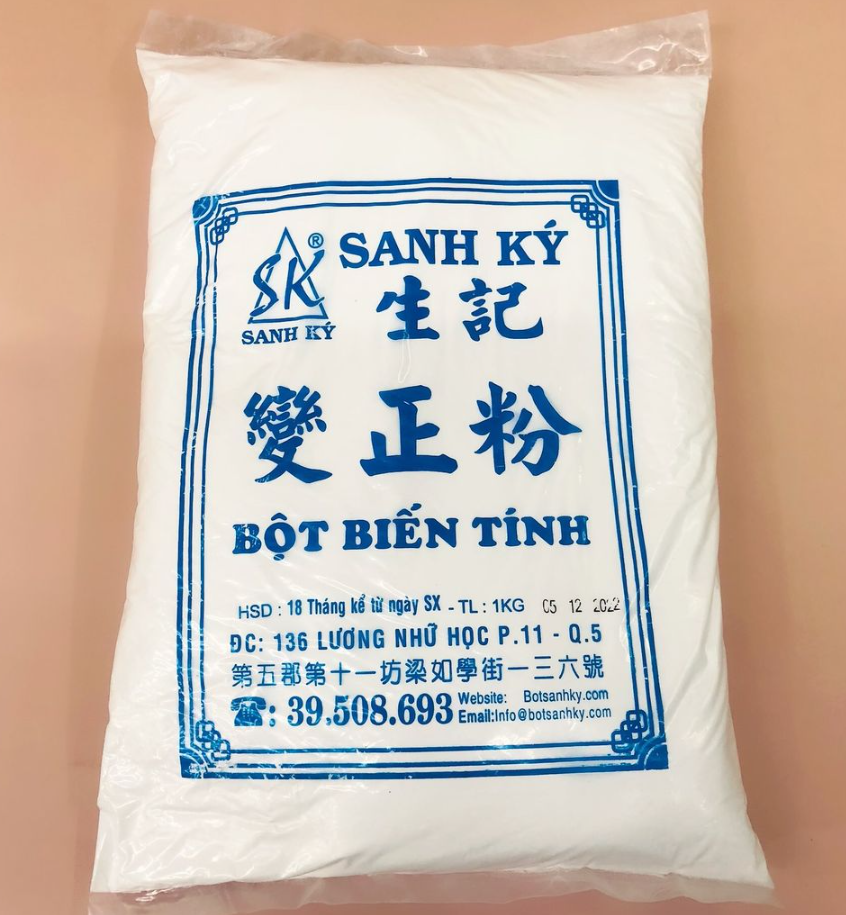 SK®
SANH KÝ
SANH KÝ
生記
變正粉
BỘT BIẾN TÍNH
HSD : 18 Tháng kể từ ngày SX - TL : 1KG 05 12 2022
ĐC: 136 LƯƠNG NHỮ HỌC P.11 - Q.5
第五郡第十一坊梁如學街一三六號
☎: 39.508.693
Website: Botsanhky.com
Email:Info@botsanhky.com